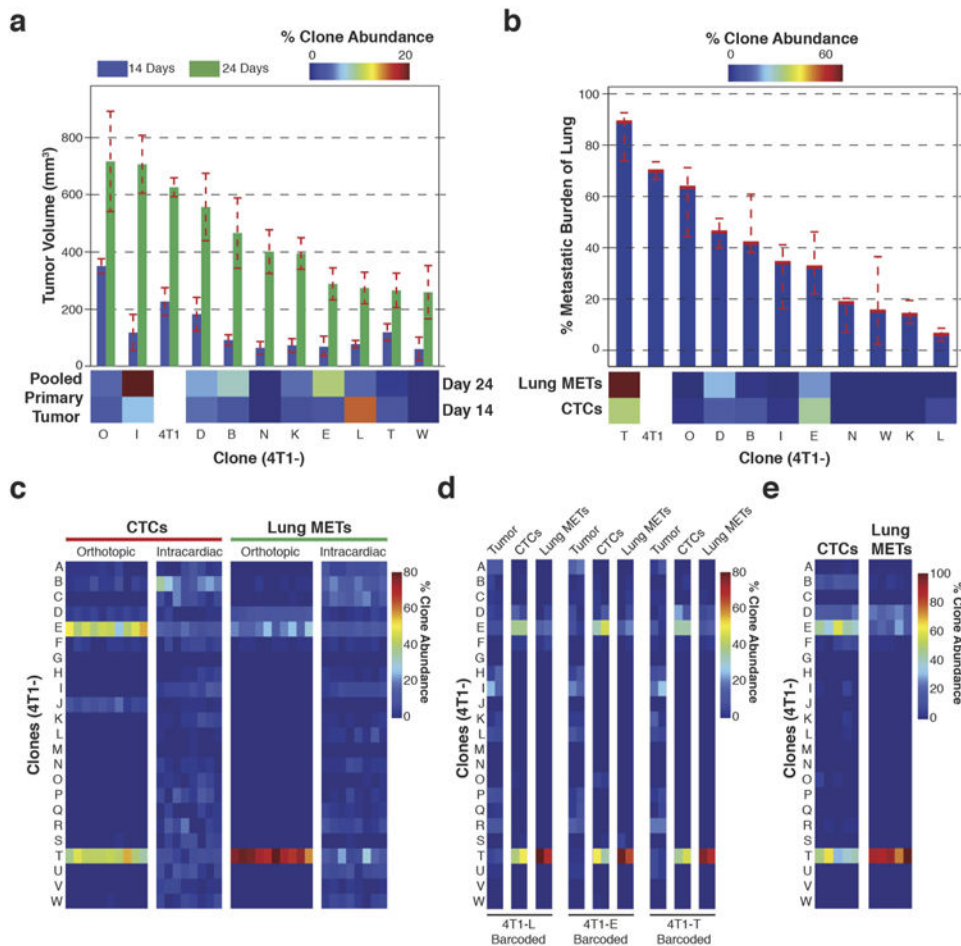 a
% Clone Abundance
0 20
14 Days 24 Days
Tumor Volume (mm³)
800
600
400
200
0
Pooled
Primary
Tumor
Day 24
Day 14
O I 4T1 D B N K E L T W
Clone (4T1-)
b
% Clone Abundance
0 60
% Metastatic Burden of Lung
100
80
60
40
20
0
Lung METs
CTCs
T 4T1 O D B I E N W K L
Clone (4T1-)
c
CTCs Lung METs
Orthotopic Intracardiac Orthotopic Intracardiac
Clones (4T1-)
A
B
C
D
E
F
G
H
I
J
K
L
M
N
O
P
Q
R
S
T
U
V
W
80
60
40
20
0
% Clone Abundance
d
Tumor CTCs Lung METs Tumor CTCs Lung METs Tumor CTCs Lung METs
Clones (4T1-)
A
B
C
D
E
F
G
H
I
J
K
L
M
N
O
P
Q
R
S
T
U
V
W
80
60
40
20
0
% Clone Abundance
4T1-L
Barcoded
4T1-E
Barcoded
4T1-T
Barcoded
e
CTCs
Lung
METs
A
B
C
D
E
F
G
H
I
J
K
L
M
N
O
P
Q
R
S
T
U
V
W
100
80
60
40
20
0
% Clone Abundance